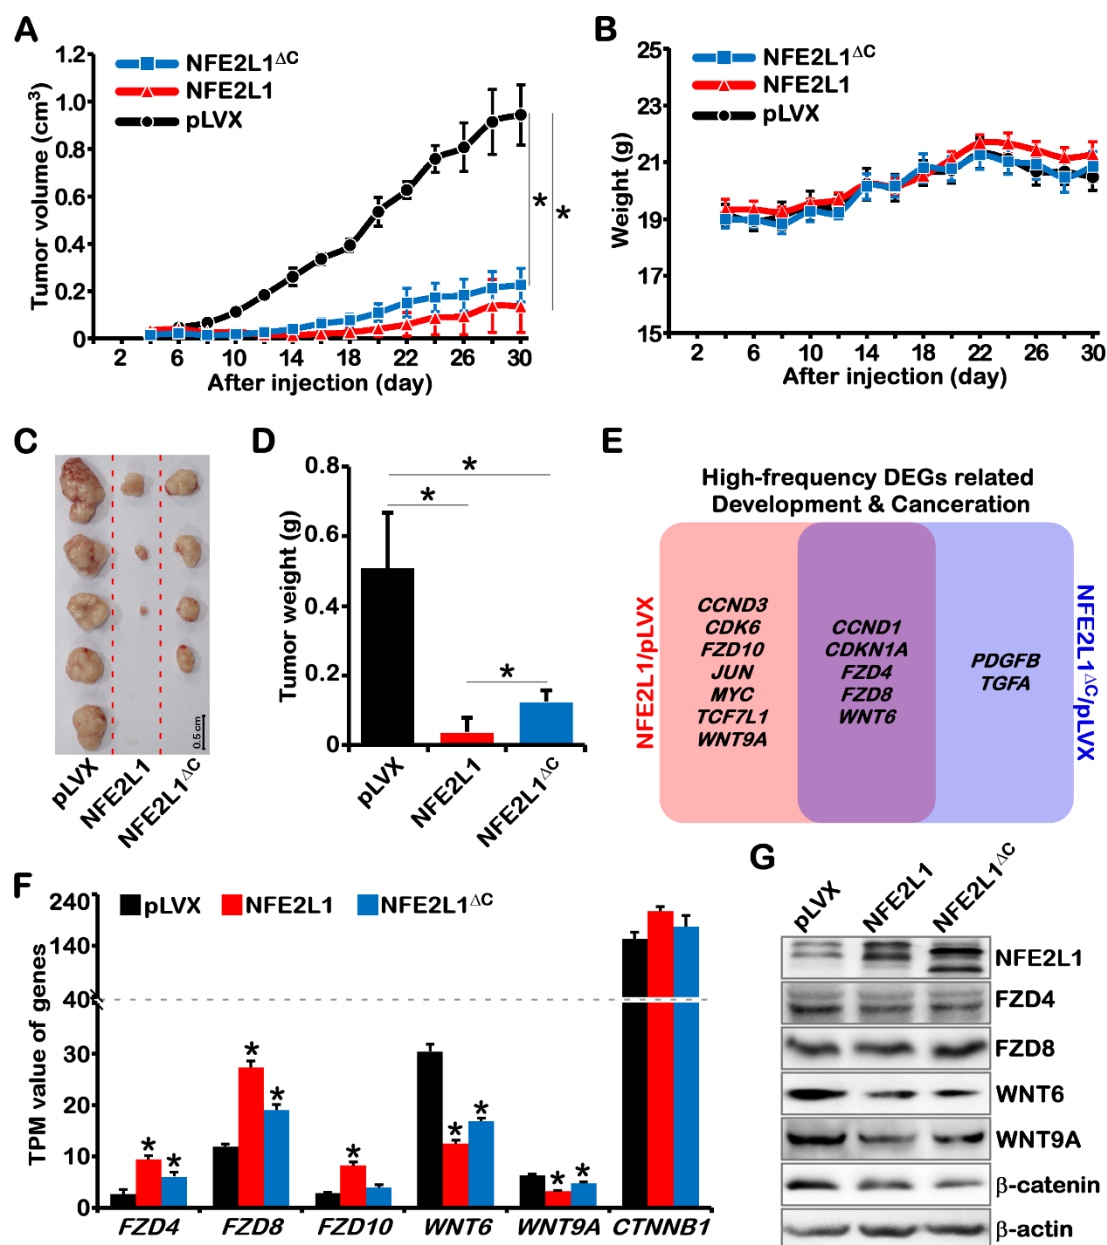 A
NFE2L1ΔC
NFE2L1
pLVX
Tumor volume (cm3)
1.2
1.0
0.8
0.6
0.4
0.2
0
2 6 10 14 18 22 26 30
After injection (day)
* *
B
NFE2L1ΔC
NFE2L1
pLVX
Weight (g)
25
23
21
19
17
15
2 6 10 14 18 22 26 30
After injection (day)
C
0.5 cm
pLVX
NFE2L1
NFE2L1ΔC
D
Tumor weight (g)
0.8
0.6
0.4
0.2
0
*
*
*
pLVX
NFE2L1
NFE2L1ΔC
E
High-frequency DEGs related
Development & Canceration
NFE2L1/pLVX
CCND3
CDK6
FZD10
JUN
MYC
TCF7L1
WNT9A
CCND1
CDKN1A
FZD4
FZD8
WNT6
PDGFB
TGFA
NFE2L1ΔC/pLVX
F
pLVX NFE2L1 NFE2L1ΔC
TPM value of genes
240
140
40
30
20
10
0
* * * * * * * * *
FZD4 FZD8 FZD10 WNT6 WNT9A CTNNB1
G
pLVX
NFE2L1
NFE2L1ΔC
NFE2L1
FZD4
FZD8
WNT6
WNT9A
β-catenin
β-actin